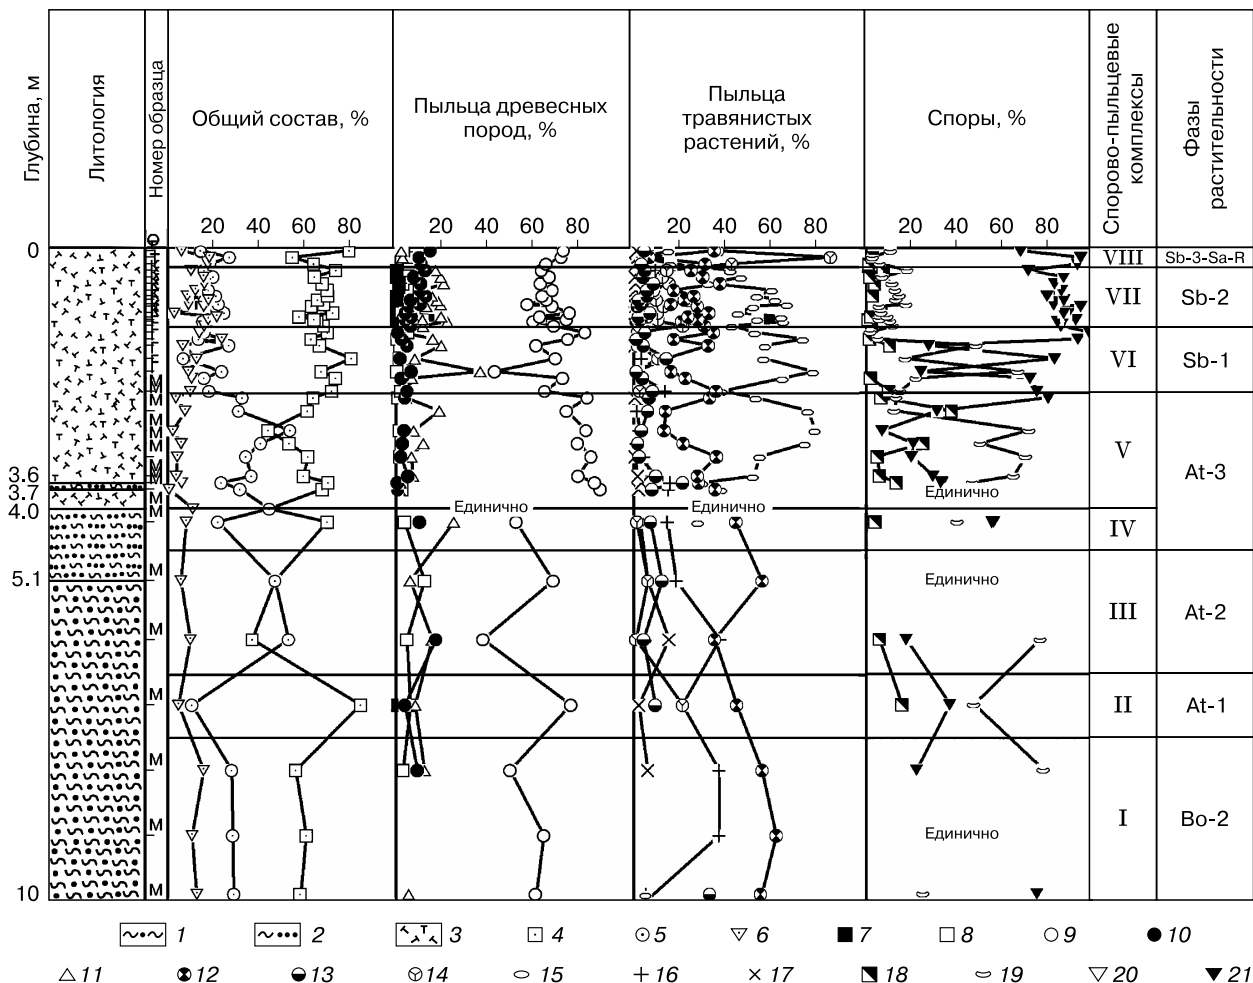 Глубина, м
Литология
Номер образца
Общий состав, %
Пыльца древесных
пород, %
Пыльца
травянистых
растений, %
Споры, %
Спорово-пыльцевые
комплексы
Фазы
растительности
20 40 60 80
20 40 60 80
20 40 60 80
20 40 60 80
0
VIII
Sb-3-Sa-R
VII
Sb-2
VI
Sb-1
M
M
M
M
M
V
At-3
3.6
3.7
M
Единично
4.0
M
Единично
IV
5.1
M
Единично
III
At-2
M
M
II
At-1
M
I
Bo-2
M
Единично
10
M
1 2 3 4 5 6 7 8 9 10
11 12 13 14 15 16 17 18 19 20 21